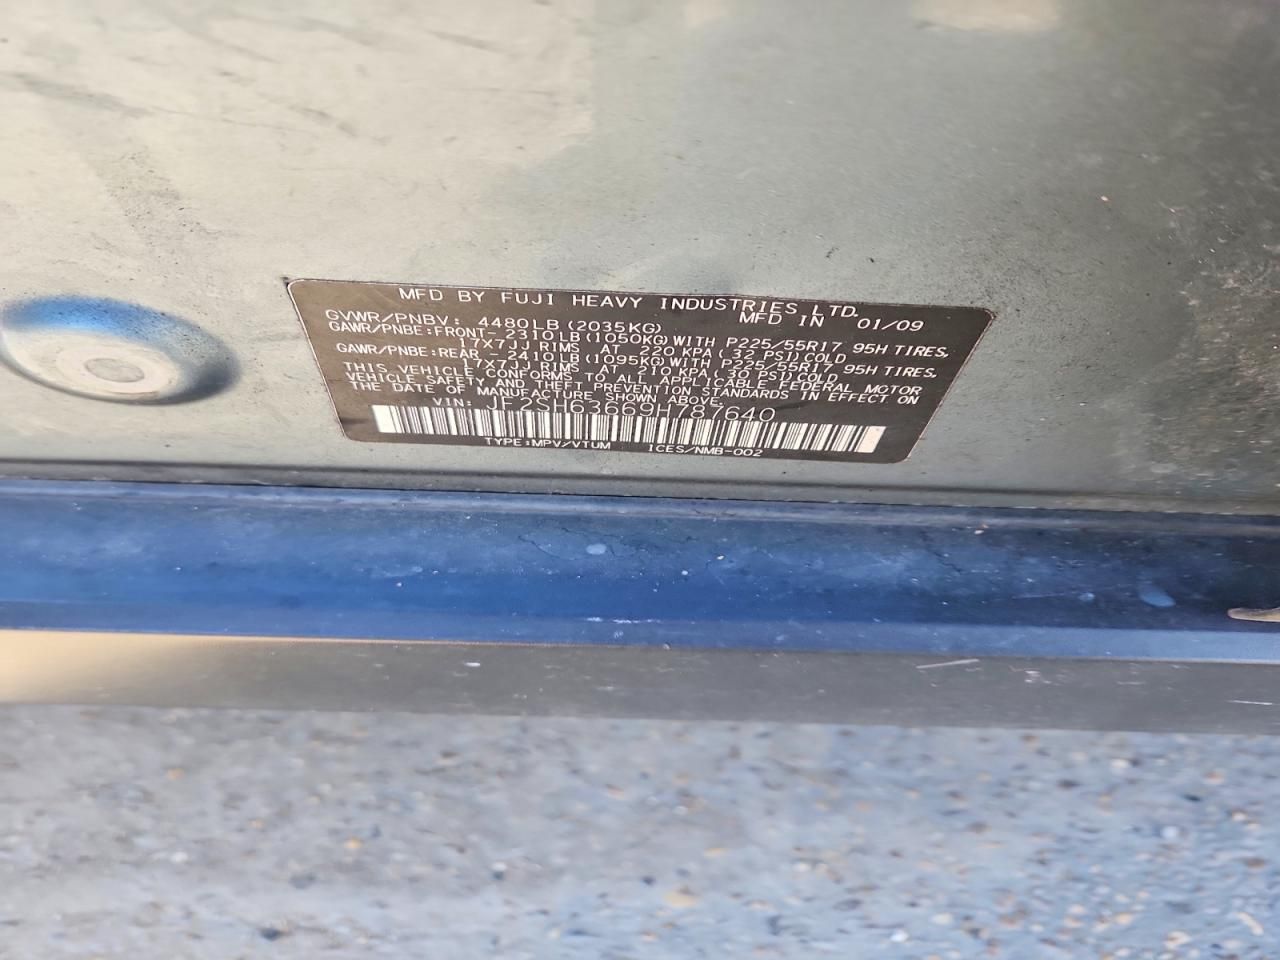 MFD BY FUJI HEAVY INDUSTRIES LTD.
GVWR/PNBV: 4480LB (2035KG) MFD IN 01/09
GAWR/PNBE:FRONT- 2310LB (1050KG) WITH P225/55R17 95H TIRES,
17X7JJ RIMS AT 220 KPA (32 PSI) COLD
GAWR/PNBE:REAR - 2410LB (1095KG) WITH P225/55R17 95H TIRES,
17X7JJ RIMS AT 210 KPA (30 PSI) COLD
THIS VEHICLE CONFORMS TO ALL APPLICABLE FEDERAL MOTOR
VEHICLE SAFETY AND THEFT PREVENTION STANDARDS IN EFFECT ON
THE DATE OF MANUFACTURE SHOWN ABOVE.
VIN: JF2SH63669H787640
TYPE:MPV/VTUM ICES/NMB-002